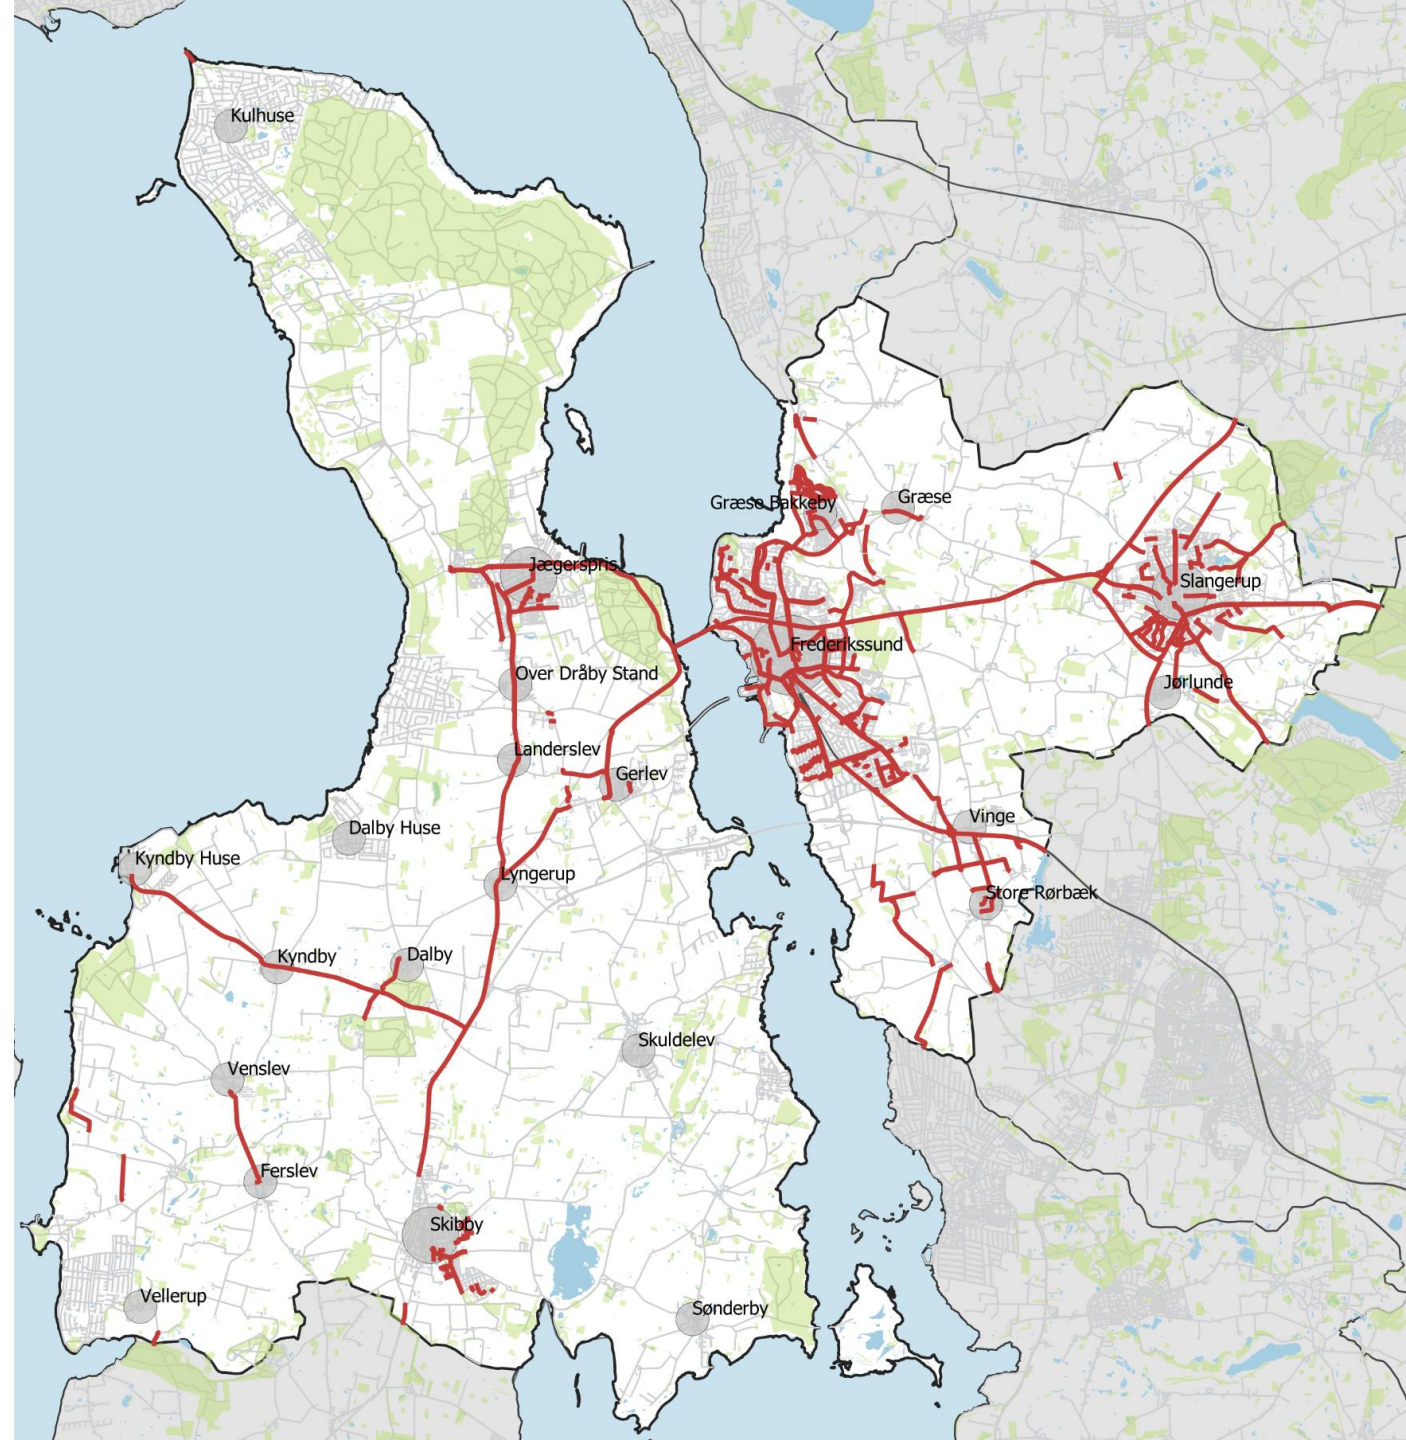 Kulhuse
Græse Bakkeby
Græse
Jægerspris
Slangerup
Frederikssund
Over Dråby Stand
Jørlunde
Landerslev
Gerlev
Vinge
Dalby Huse
Kyndby Huse
Lyngerup
Store Rørbæk
Kyndby
Dalby
Skuldelev
Venslev
Ferslev
Skibby
Vellerup
Sønderby